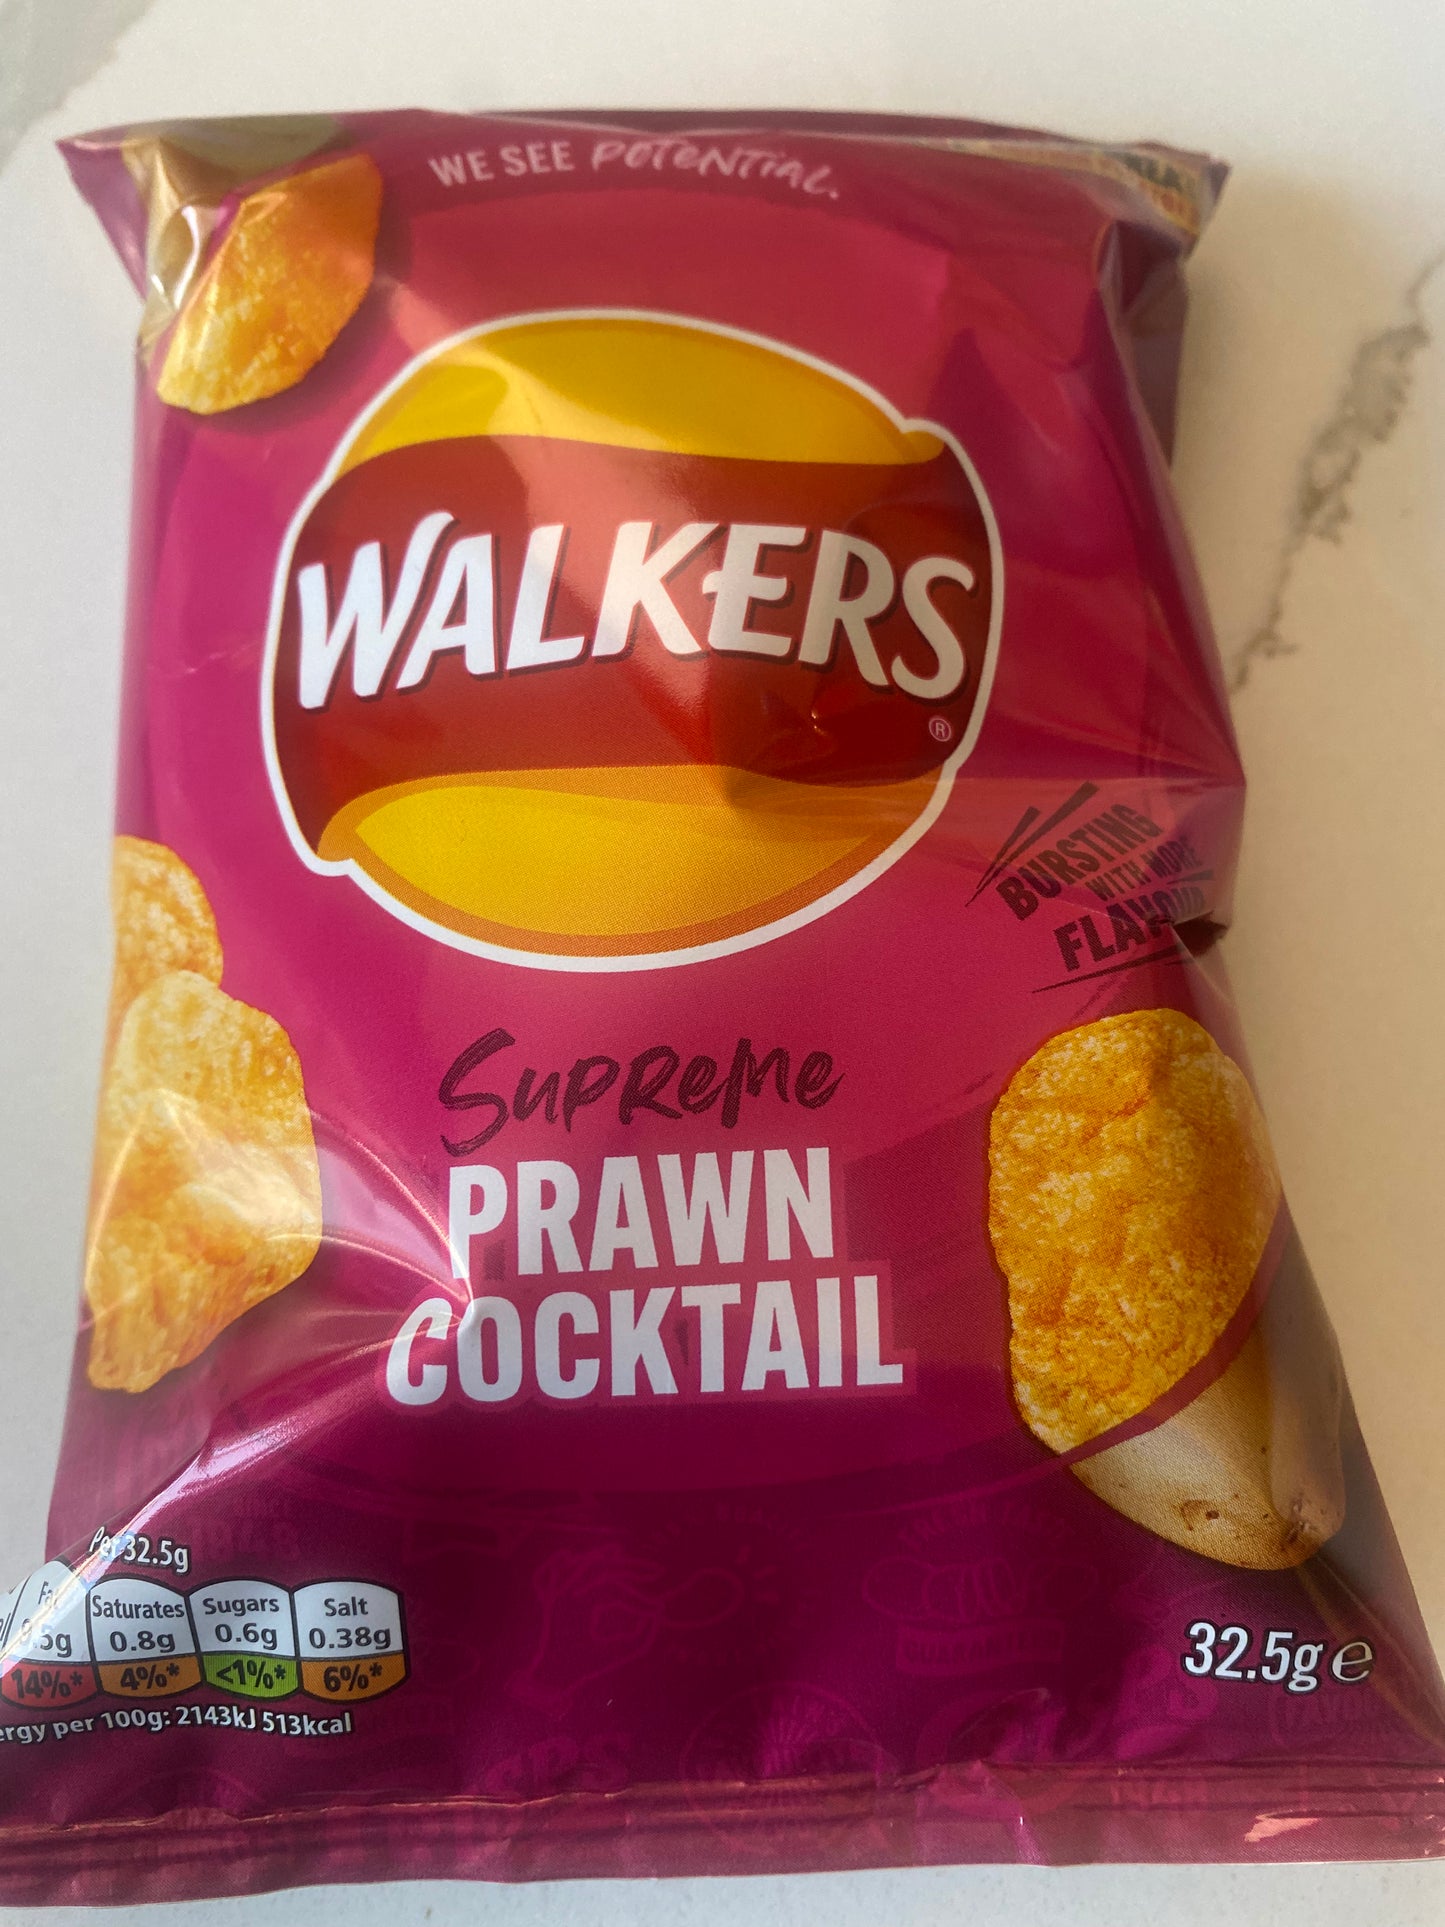 WE SEE POTENTIAL.
WALKERS
®
BURSTING
WITH MORE
FLAVOUR
Supreme
PRAWN
COCKTAIL
Per 32.5g
Fat Saturates Sugars Salt
0.8g 0.6g 0.38g
14%* 4%* <1%* 6%*
per 100g: 2143kJ 513kcal
32.5g e